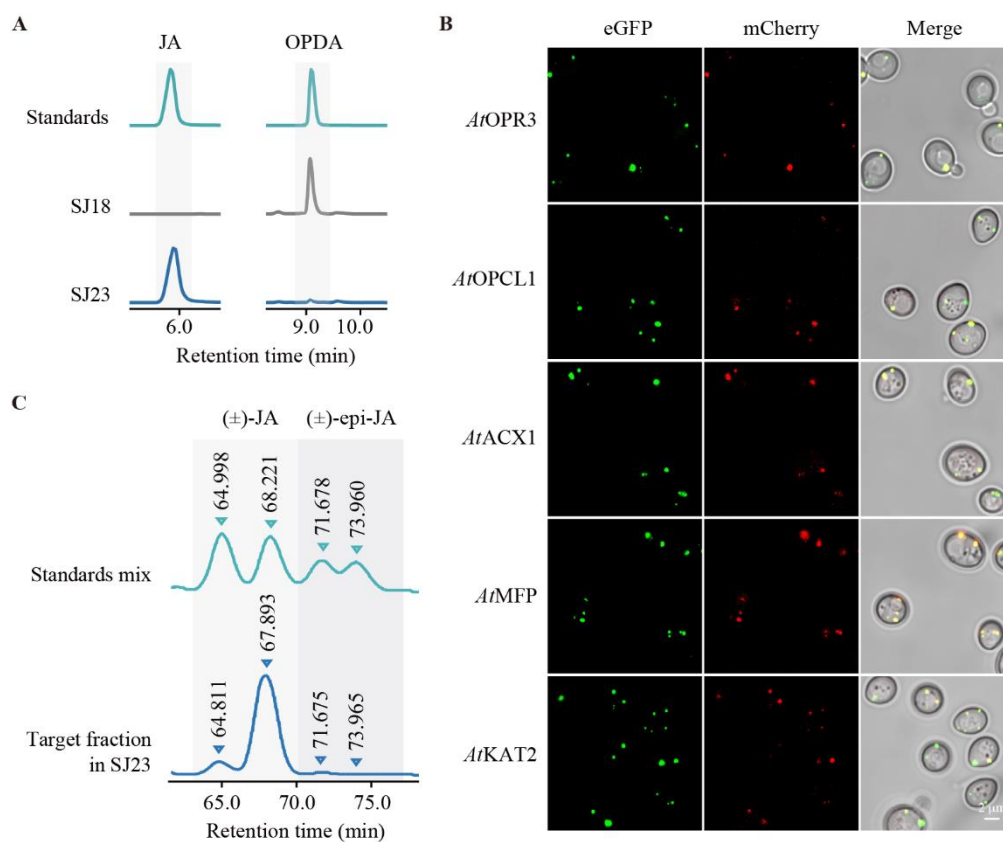 A
JA
OPDA
Standards
SJ18
SJ23
6.0
9.0
10.0
Retention time (min)
B
eGFP
mCherry
Merge
AtOPR3
AtOPCL1
AtACX1
AtMFP
AtKAT2
2 μm
C
(±)-JA
(±)-epi-JA
64.998
68.221
71.678
73.960
Standards mix
64.811
67.893
71.675
73.965
Target fraction
in SJ23
65.0
70.0
75.0
Retention time (min)